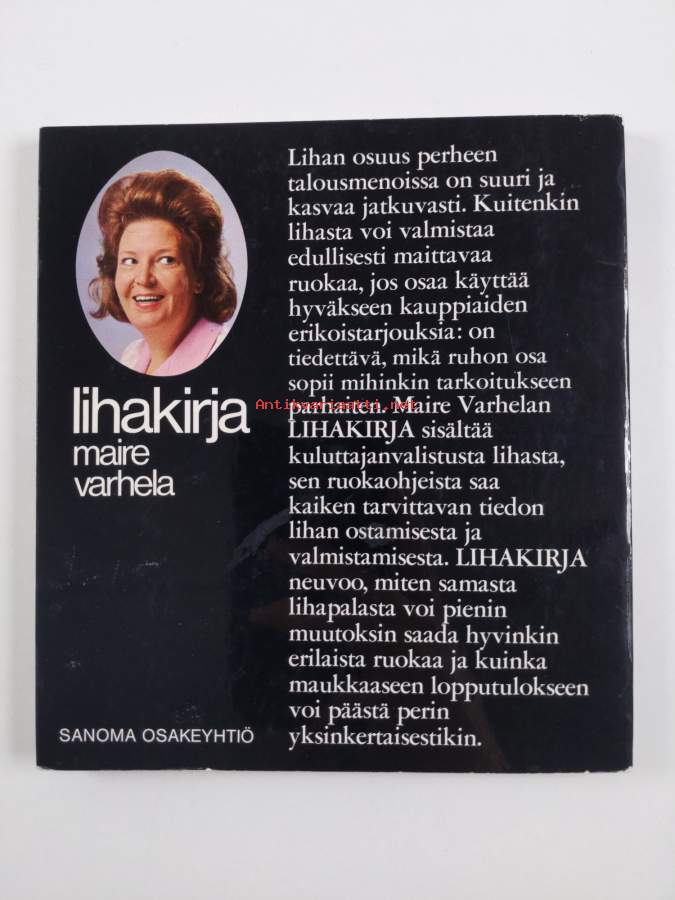 lihakirja
maire
varhela
SANOMA OSAKEYHTIÖ
Lihan osuus perheen
talousmenoissa on suuri ja
kasvaa jatkuvasti. Kuitenkin
lihasta voi valmistaa
edullisesti maittavaa
ruokaa, jos osaa käyttää
hyväkseen kauppiaiden
erikoistarjouksia: on
tiedettävä, mikä ruhon osa
sopii mihinkin tarkoitukseen
parhaiten. Maire Varhelan
LIHAKIRJA sisältää
kuluttajanvalistusta lihasta,
sen ruokaohjeista saa
kaiken tarvittavan tiedon
lihan ostamisesta ja
valmistamisesta. LIHAKIRJA
neuvoo, miten samasta
lihapalasta voi pienin
muutoksin saada hyvinkin
erilaista ruokaa ja kuinka
maukkaaseen lopputulokseen
voi päästä perin
yksinkertaisestikin.
Antikvariaatti.net